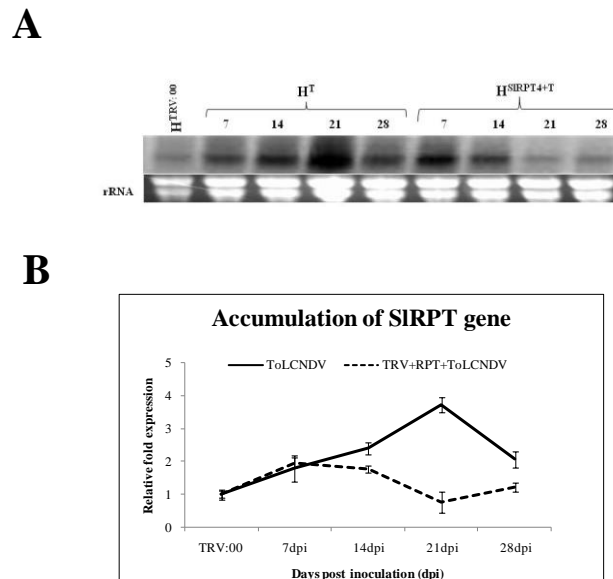 A
H^TRV:00
H^T
H^SlRPT4+T
7 14 21 28 7 14 21 28
rRNA
B
Accumulation of SlRPT gene
ToLCNDV TRV+RPT+ToLCNDV
Relative fold expression
5
4
3
2
1
0
TRV:00 7dpi 14dpi 21dpi 28dpi
Days post inoculation (dpi)